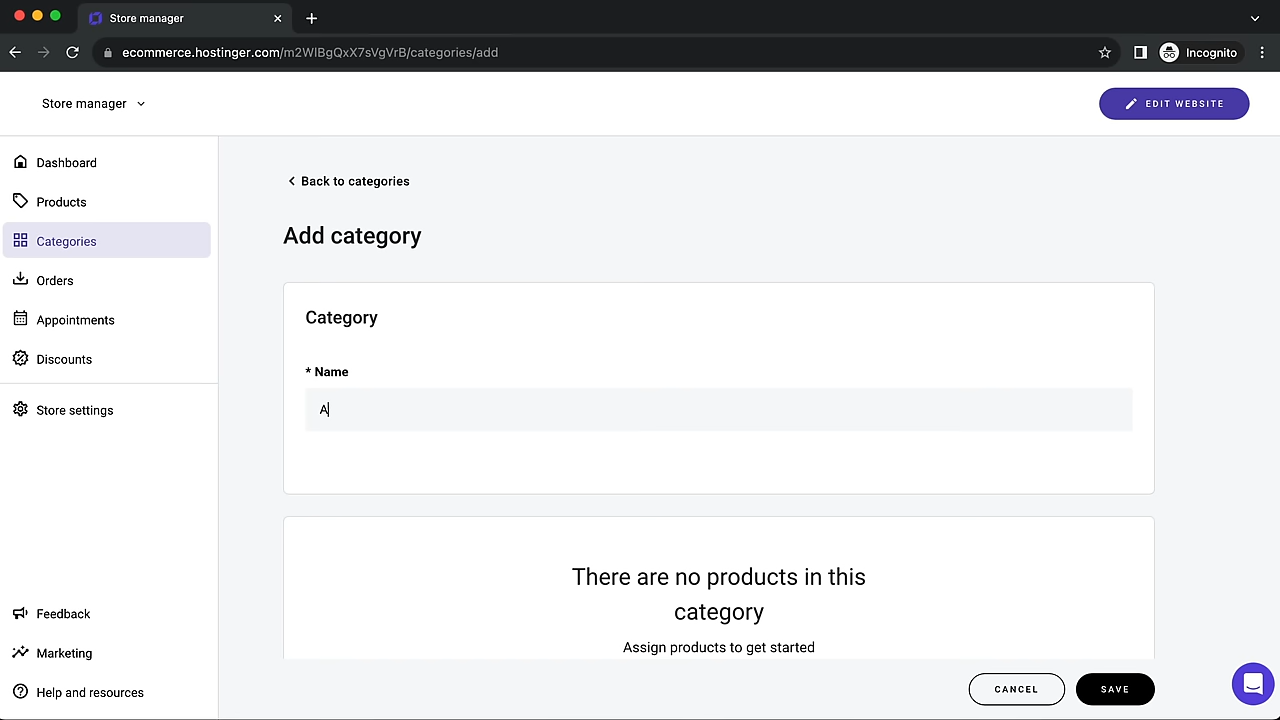 Store manager
ecommerce.hostinger.com/m2WlBgQxX7sVgVrB/categories/add
Incognito
Store manager
EDIT WEBSITE
Dashboard
Products
Categories
Orders
Appointments
Discounts
Store settings
Feedback
Marketing
Help and resources
Back to categories
Add category
Category
* Name
A
There are no products in this
category
Assign products to get started
CANCEL
SAVE